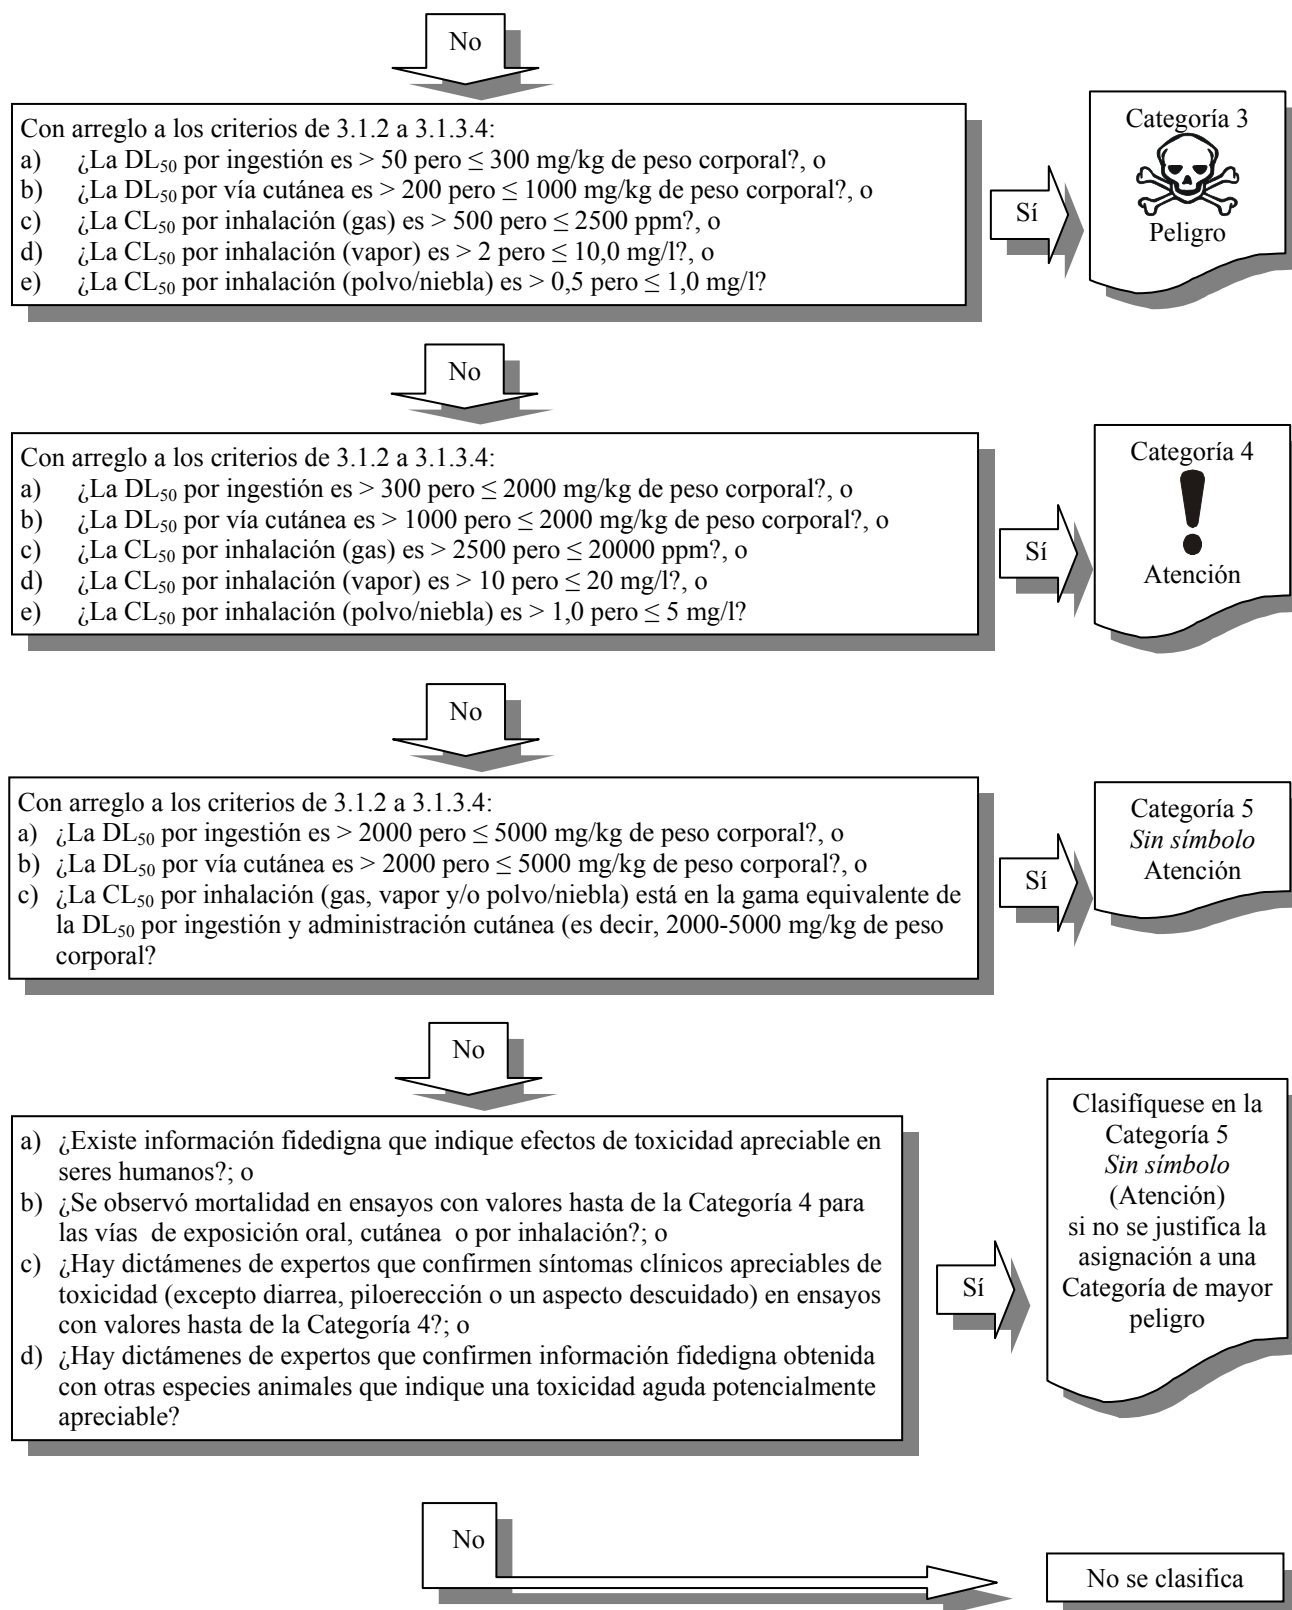 No
Con arreglo a los criterios de 3.1.2 a 3.1.3.4:
a) ¿La DL50 por ingestión es > 50 pero ≤ 300 mg/kg de peso corporal?, o
b) ¿La DL50 por vía cutánea es > 200 pero ≤ 1000 mg/kg de peso corporal?, o
c) ¿La CL50 por inhalación (gas) es > 500 pero ≤ 2500 ppm?, o
d) ¿La CL50 por inhalación (vapor) es > 2 pero ≤ 10,0 mg/l?, o
e) ¿La CL50 por inhalación (polvo/niebla) es > 0,5 pero ≤ 1,0 mg/l?
Sí
Categoría 3
Peligro
No
Con arreglo a los criterios de 3.1.2 a 3.1.3.4:
a) ¿La DL50 por ingestión es > 300 pero ≤ 2000 mg/kg de peso corporal?, o
b) ¿La DL50 por vía cutánea es > 1000 pero ≤ 2000 mg/kg de peso corporal?, o
c) ¿La CL50 por inhalación (gas) es > 2500 pero ≤ 20000 ppm?, o
d) ¿La CL50 por inhalación (vapor) es > 10 pero ≤ 20 mg/l?, o
e) ¿La CL50 por inhalación (polvo/niebla) es > 1,0 pero ≤ 5 mg/l?
Sí
Categoría 4
Atención
No
Con arreglo a los criterios de 3.1.2 a 3.1.3.4:
a) ¿La DL50 por ingestión es > 2000 pero ≤ 5000 mg/kg de peso corporal?, o
b) ¿La DL50 por vía cutánea es > 2000 pero ≤ 5000 mg/kg de peso corporal?, o
c) ¿La CL50 por inhalación (gas, vapor y/o polvo/niebla) está en la gama equivalente de
la DL50 por ingestión y administración cutánea (es decir, 2000-5000 mg/kg de peso
corporal?
Sí
Categoría 5
Sin símbolo
Atención
No
a) ¿Existe información fidedigna que indique efectos de toxicidad apreciable en
seres humanos?; o
b) ¿Se observó mortalidad en ensayos con valores hasta de la Categoría 4 para
las vías de exposición oral, cutánea o por inhalación?; o
c) ¿Hay dictámenes de expertos que confirmen síntomas clínicos apreciables de
toxicidad (excepto diarrea, piloerección o un aspecto descuidado) en ensayos
con valores hasta de la Categoría 4?; o
d) ¿Hay dictámenes de expertos que confirmen información fidedigna obtenida
con otras especies animales que indique una toxicidad aguda potencialmente
apreciable?
Sí
Clasifíquese en la
Categoría 5
Sin símbolo
(Atención)
si no se justifica la
asignación a una
Categoría de mayor
peligro
No
No se clasifica